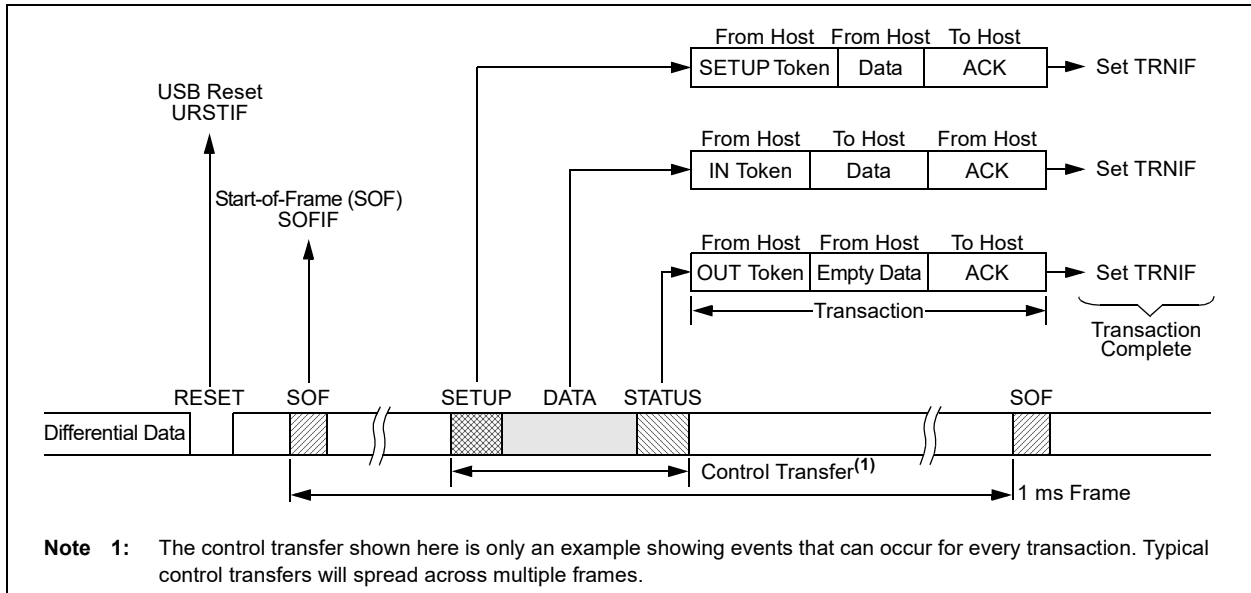 From Host From Host To Host
SETUP Token Data ACK Set TRNIF
USB Reset
URSTIF
From Host To Host From Host
IN Token Data ACK Set TRNIF
Start-of-Frame (SOF)
SOFIF
From Host From Host To Host
OUT Token Empty Data ACK Set TRNIF
Transaction
Transaction
Complete
RESET SOF SETUP DATA STATUS SOF
Differential Data
Control Transfer(1)
1 ms Frame
Note 1: The control transfer shown here is only an example showing events that can occur for every transaction. Typical
control transfers will spread across multiple frames.